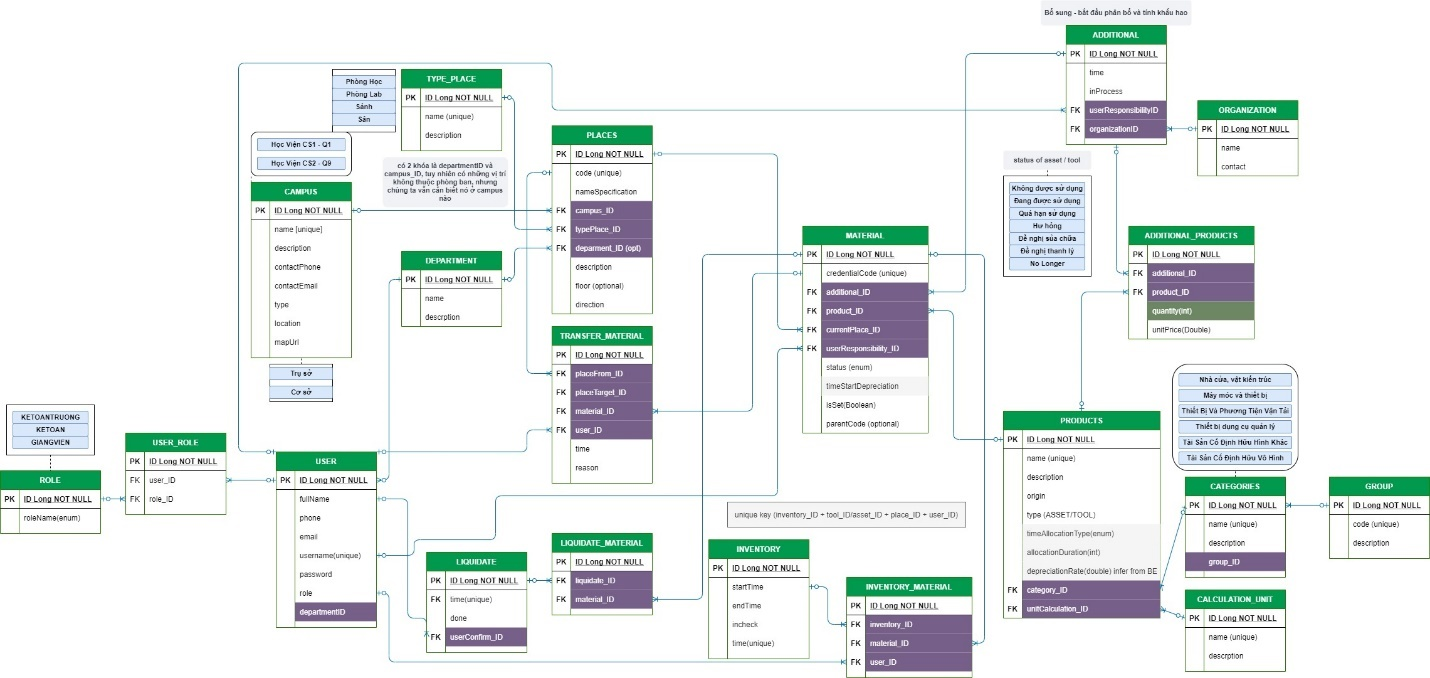 Bổ sung - bắt đầu phân bổ và tính khấu hao
ADDITIONAL
PK ID Long NOT NULL
time
inProcess
FK userResponsibilityID
FK organizationID
ORGANIZATION
PK ID Long NOT NULL
name
contact
Phòng Học
Phòng Lab
Sảnh
Sân
TYPE_PLACE
PK ID Long NOT NULL
name (unique)
description
Học Viện CS1 - Q1
Học Viện CS2 - Q9
có 2 khóa là departmentID và
campus_ID, tuy nhiên có những vị trí
không thuộc phòng ban, nhưng
chúng ta vẫn cần biết nó ở campus
nào
PLACES
PK ID Long NOT NULL
code (unique)
nameSpecification
FK campus_ID
FK typePlace_ID
FK deparment_ID (opt)
description
floor (optional)
direction
CAMPUS
PK ID Long NOT NULL
name [unique]
description
contactPhone
contactEmail
type
location
mapUrl
Trụ sở
Cơ sở
DEPARTMENT
PK ID Long NOT NULL
name
descrption
status of asset / tool
Không được sử dụng
Đang được sử dụng
Quá hạn sử dụng
Hư hỏng
Đề nghị sửa chữa
Đề nghị thanh lý
No Longer
MATERIAL
PK ID Long NOT NULL
credentialCode (unique)
FK additional_ID
FK product_ID
FK currentPlace_ID
FK userResponsibility_ID
status (enum)
timeStartDepreciation
isSet(Boolean)
parentCode (optional)
ADDITIONAL_PRODUCTS
PK ID Long NOT NULL
FK additional_ID
FK product_ID
quantity(int)
unitPrice(Double)
TRANSFER_MATERIAL
PK ID Long NOT NULL
FK placeFrom_ID
FK placeTarget_ID
FK material_ID
FK user_ID
time
reason
Nhà cửa, vật kiến trúc
Máy móc và thiết bị
Thiết Bị Và Phương Tiện Vận Tải
Thiết bị dụng cụ quản lý
Tài Sản Cố Định Hữu Hình Khác
Tài Sản Cố Định Hữu Vô Hình
KETOANTRUONG
KETOAN
GIANGVIEN
ROLE
PK ID Long NOT NULL
roleName(enum)
USER_ROLE
PK ID Long NOT NULL
FK user_ID
FK role_ID
USER
PK ID Long NOT NULL
fullName
phone
email
username(unique)
password
role
departmentID
PRODUCTS
PK ID Long NOT NULL
name (unique)
description
origin
type (ASSET/TOOL)
timeAllocationType(enum)
allocationDuration(int)
depreciationRate(double) infer from BE
FK category_ID
FK unitCalculation_ID
CATEGORIES
PK ID Long NOT NULL
name (unique)
description
group_ID
GROUP
PK ID Long NOT NULL
code (unique)
description
unique key (inventory_ID + tool_ID/asset_ID + place_ID + user_ID)
LIQUIDATE
PK ID Long NOT NULL
FK time(unique)
done
FK userConfirm_ID
LIQUIDATE_MATERIAL
PK ID Long NOT NULL
FK liquidate_ID
FK material_ID
INVENTORY
PK ID Long NOT NULL
startTime
endTime
incheck
time(unique)
INVENTORY_MATERIAL
PK ID Long NOT NULL
FK inventory_ID
FK material_ID
FK user_ID
CALCULATION_UNIT
PK ID Long NOT NULL
name (unique)
descrption